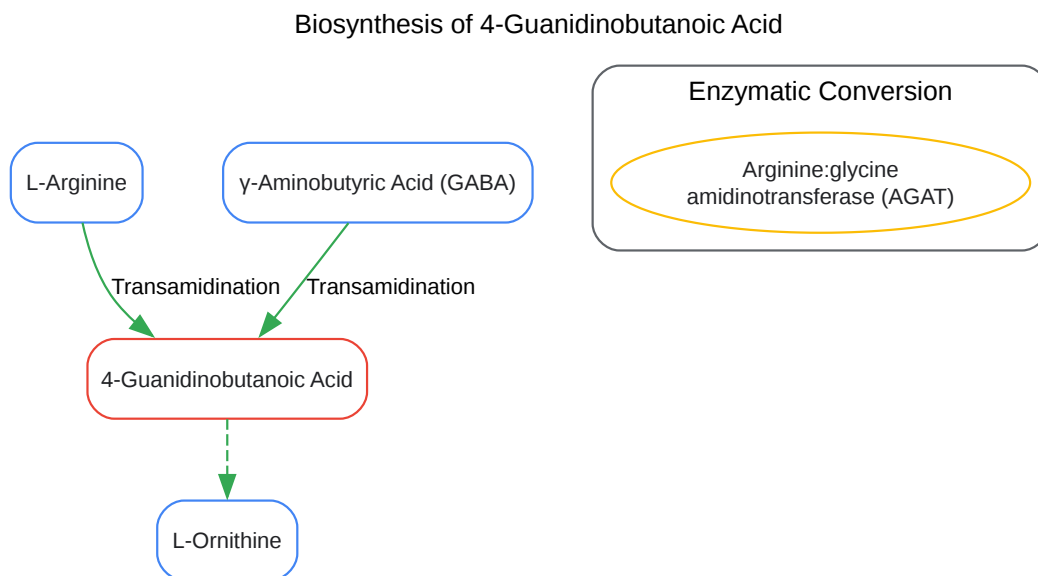 Biosynthesis of 4-Guanidinobutanoic Acid
Enzymatic Conversion
Arginine:glycine
amidinotransferase (AGAT)
L-Arginine
γ-Aminobutyric Acid (GABA)
Transamidination
Transamidination
4-Guanidinobutanoic Acid
L-Ornithine